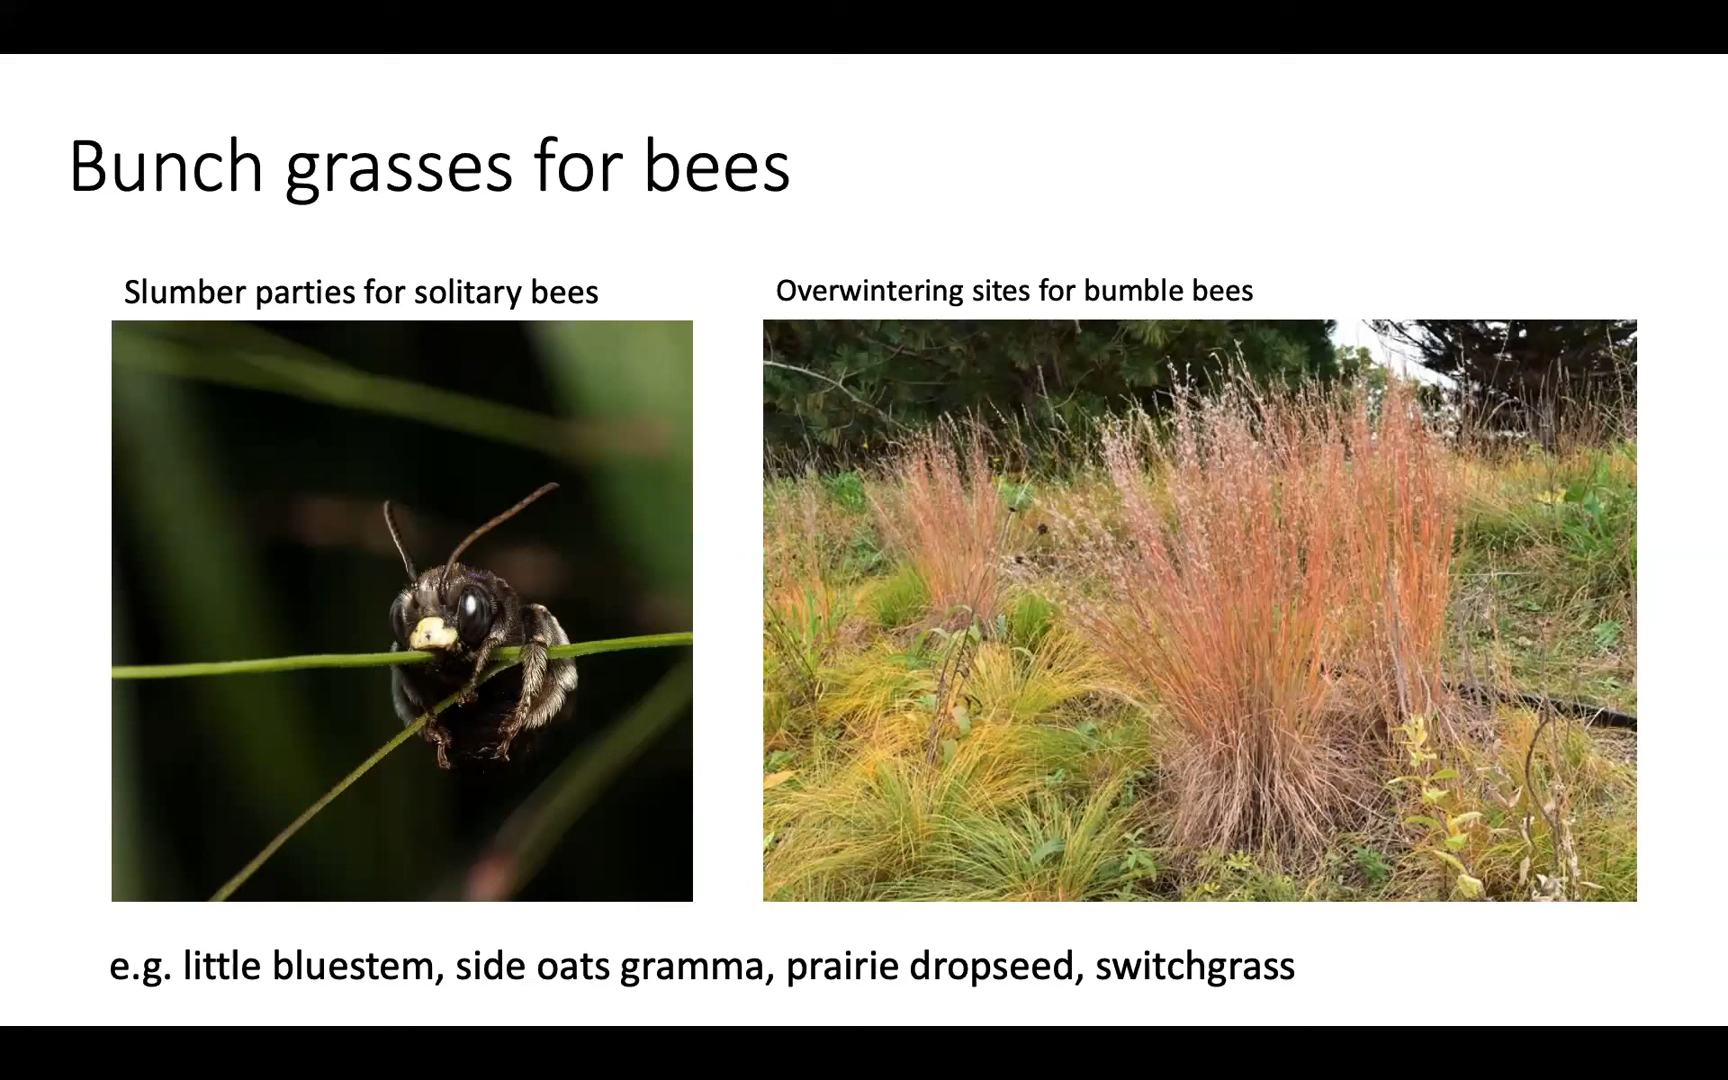 Bunch grasses for bees
Slumber parties for solitary bees
Overwintering sites for bumble bees
e.g. little bluestem, side oats gramma, prairie dropseed, switchgrass